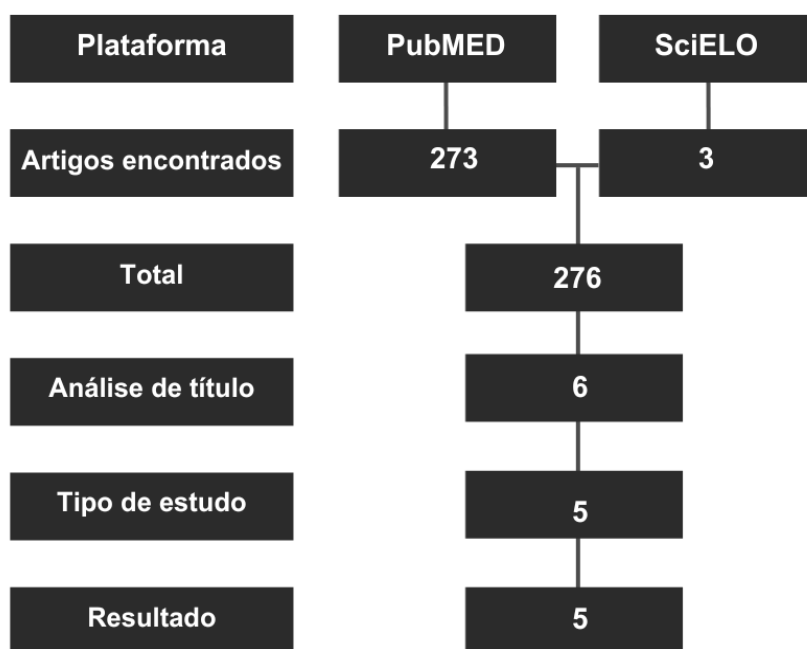 Plataforma
PubMED
SciELO
Artigos encontrados
273
3
Total
276
Análise de título
6
Tipo de estudo
5
Resultado
5